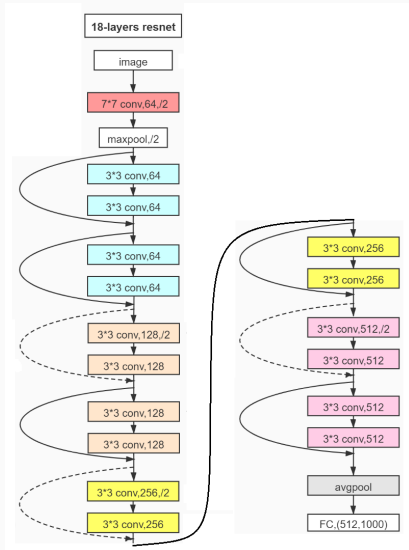 18-layers resnet
image
7*7 conv,64,/2
maxpool,/2
3*3 conv,64
3*3 conv,64
3*3 conv,64
3*3 conv,64
3*3 conv,128,/2
3*3 conv,128
3*3 conv,128
3*3 conv,128
3*3 conv,256,/2
3*3 conv,256
3*3 conv,256
3*3 conv,256
3*3 conv,512,/2
3*3 conv,512
3*3 conv,512
3*3 conv,512
avgpool
FC,(512,1000)